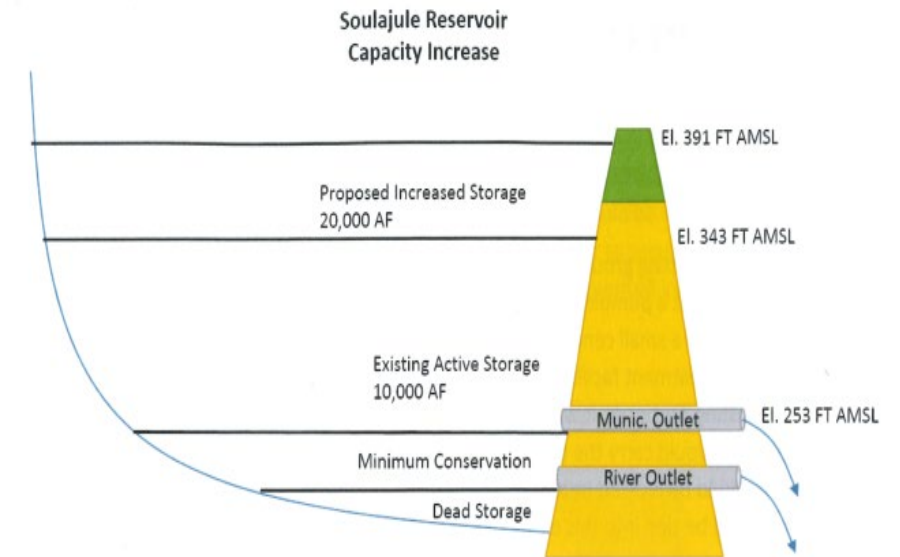 Soulajule Reservoir
Capacity Increase
El. 391 FT AMSL
Proposed Increased Storage
20,000 AF
El. 343 FT AMSL
Existing Active Storage
10,000 AF
Munic. Outlet
El. 253 FT AMSL
Minimum Conservation
River Outlet
Dead Storage